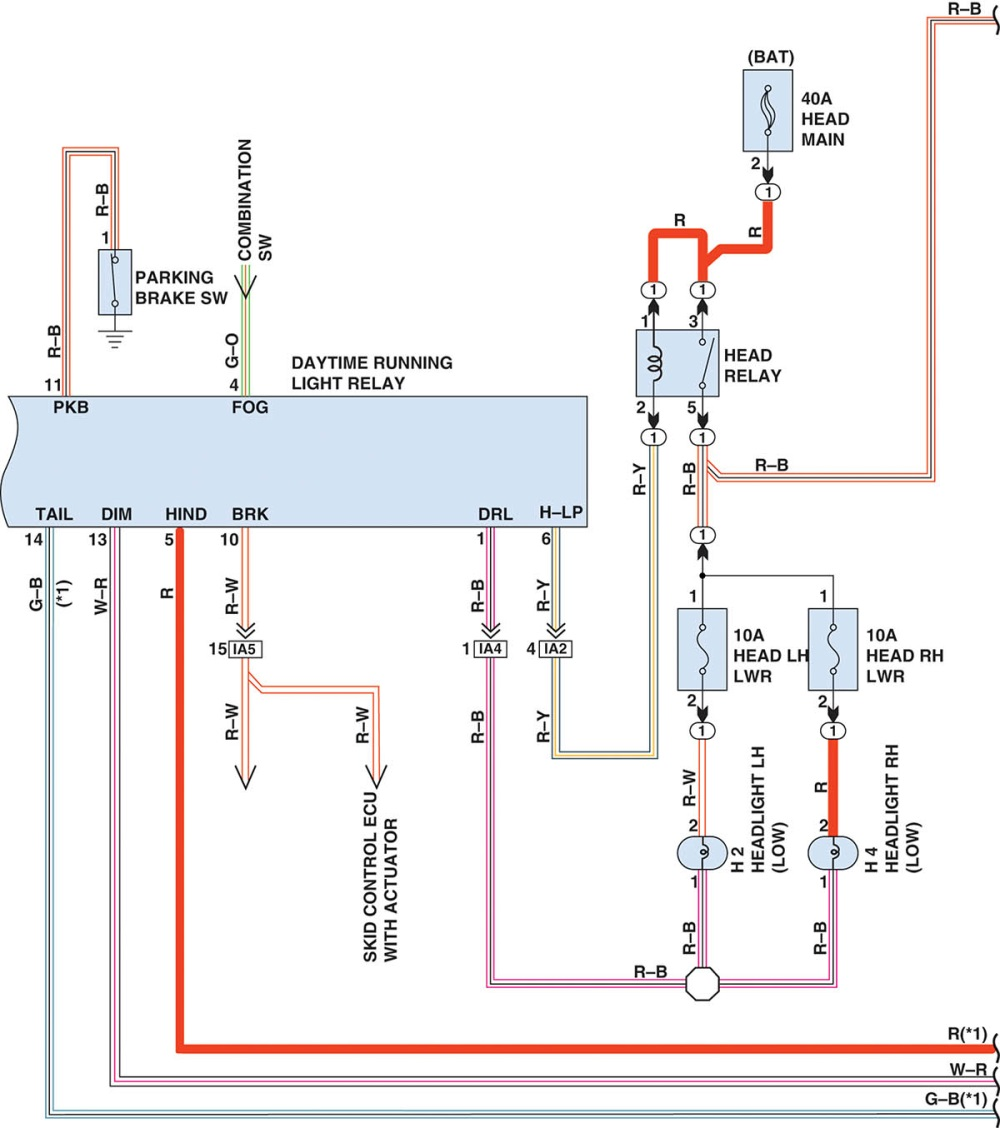 R–B
(BAT)
40A
HEAD
MAIN
2
1
R
R
1
1
1
3
HEAD
RELAY
2
5
1
1
R–Y
R–B
R–B
1
R–B
1
PARKING
BRAKE SW
R–B
11
COMBINATION
SW
G–O
4
DAYTIME RUNNING
LIGHT RELAY
PKB
FOG
TAIL
DIM
HIND
BRK
DRL
H–LP
14
13
5
10
1
6
G–B
(*1)
W–R
R
R–W
R–B
R–Y
15 IA5
1 IA4
4 IA2
R–W
R–W
R–B
R–Y
SKID CONTROL ECU
WITH ACTUATOR
1
1
10A
HEAD LH
LWR
10A
HEAD RH
LWR
2
2
1
1
R–W
R
2
2
H 2
HEADLIGHT LH
(LOW)
H 4
HEADLIGHT RH
(LOW)
1
1
R–B
R–B
R–B
R(*1)
W–R
G–B(*1)